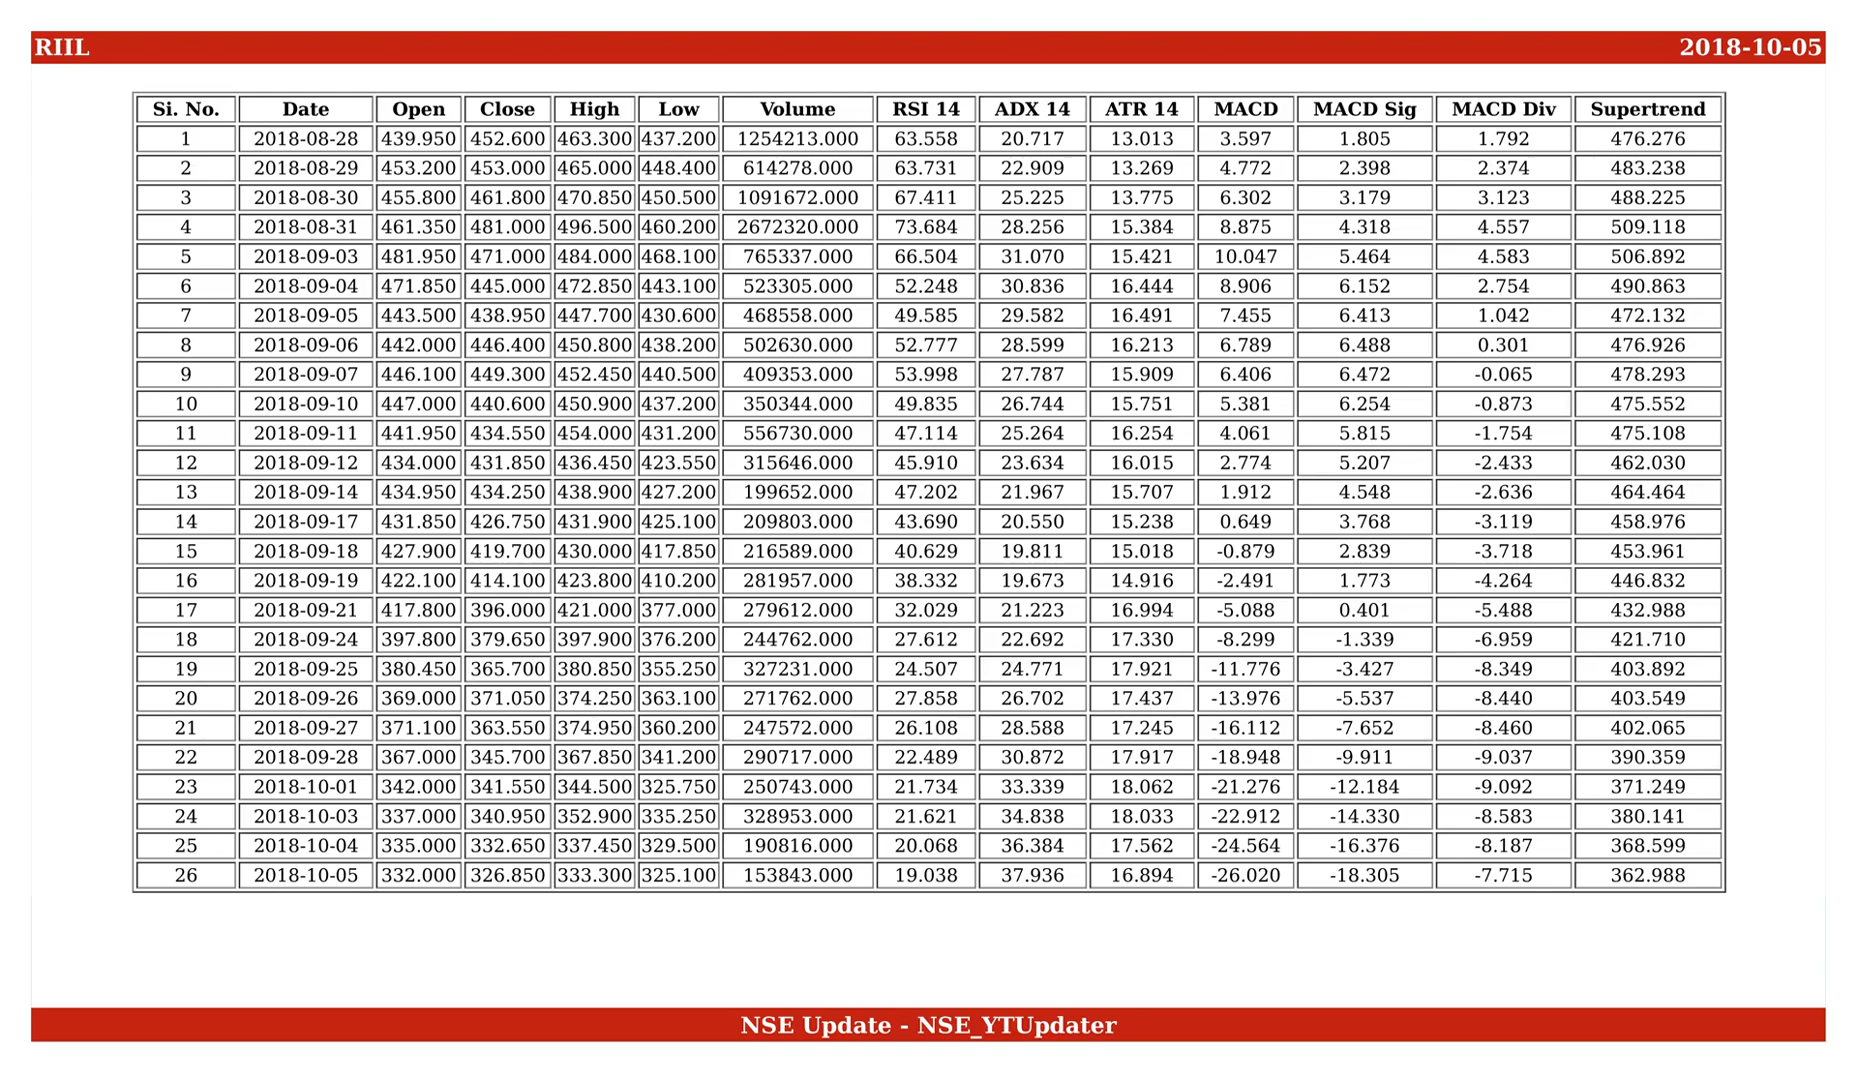 RIIL 2018-10-05
Si. No. Date Open Close High Low Volume RSI 14 ADX 14 ATR 14 MACD MACD Sig MACD Div Supertrend
1 2018-08-28 439.950 452.600 463.300 437.200 1254213.000 63.558 20.717 13.013 3.597 1.805 1.792 476.276
2 2018-08-29 453.200 453.000 465.000 448.400 614278.000 63.731 22.909 13.269 4.772 2.398 2.374 483.238
3 2018-08-30 455.800 461.800 470.850 450.500 1091672.000 67.411 25.225 13.775 6.302 3.179 3.123 488.225
4 2018-08-31 461.350 481.000 496.500 460.200 2672320.000 73.684 28.256 15.384 8.875 4.318 4.557 509.118
5 2018-09-03 481.950 471.000 484.000 468.100 765337.000 66.504 31.070 15.421 10.047 5.464 4.583 506.892
6 2018-09-04 471.850 445.000 472.850 443.100 523305.000 52.248 30.836 16.444 8.906 6.152 2.754 490.863
7 2018-09-05 443.500 438.950 447.700 430.600 468558.000 49.585 29.582 16.491 7.455 6.413 1.042 472.132
8 2018-09-06 442.000 446.400 450.800 438.200 502630.000 52.777 28.599 16.213 6.789 6.488 0.301 476.926
9 2018-09-07 446.100 449.300 452.450 440.500 409353.000 53.998 27.787 15.909 6.406 6.472 -0.065 478.293
10 2018-09-10 447.000 440.600 450.900 437.200 350344.000 49.835 26.744 15.751 5.381 6.254 -0.873 475.552
11 2018-09-11 441.950 434.550 454.000 431.200 556730.000 47.114 25.264 16.254 4.061 5.815 -1.754 475.108
12 2018-09-12 434.000 431.850 436.450 423.550 315646.000 45.910 23.634 16.015 2.774 5.207 -2.433 462.030
13 2018-09-14 434.950 434.250 438.900 427.200 199652.000 47.202 21.967 15.707 1.912 4.548 -2.636 464.464
14 2018-09-17 431.850 426.750 431.900 425.100 209803.000 43.690 20.550 15.238 0.649 3.768 -3.119 458.976
15 2018-09-18 427.900 419.700 430.000 417.850 216589.000 40.629 19.811 15.018 -0.879 2.839 -3.718 453.961
16 2018-09-19 422.100 414.100 423.800 410.200 281957.000 38.332 19.673 14.916 -2.491 1.773 -4.264 446.832
17 2018-09-21 417.800 396.000 421.000 377.000 279612.000 32.029 21.223 16.994 -5.088 0.401 -5.488 432.988
18 2018-09-24 397.800 379.650 397.900 376.200 244762.000 27.612 22.692 17.330 -8.299 -1.339 -6.959 421.710
19 2018-09-25 380.450 365.700 380.850 355.250 327231.000 24.507 24.771 17.921 -11.776 -3.427 -8.349 403.892
20 2018-09-26 369.000 371.050 374.250 363.100 271762.000 27.858 26.702 17.437 -13.976 -5.537 -8.440 403.549
21 2018-09-27 371.100 363.550 374.950 360.200 247572.000 26.108 28.588 17.245 -16.112 -7.652 -8.460 402.065
22 2018-09-28 367.000 345.700 367.850 341.200 290717.000 22.489 30.872 17.917 -18.948 -9.911 -9.037 390.359
23 2018-10-01 342.000 341.550 344.500 325.750 250743.000 21.734 33.339 18.062 -21.276 -12.184 -9.092 371.249
24 2018-10-03 337.000 340.950 352.900 335.250 328953.000 21.621 34.838 18.033 -22.912 -14.330 -8.583 380.141
25 2018-10-04 335.000 332.650 337.450 329.500 190816.000 20.068 36.384 17.562 -24.564 -16.376 -8.187 368.599
26 2018-10-05 332.000 326.850 333.300 325.100 153843.000 19.038 37.936 16.894 -26.020 -18.305 -7.715 362.988
NSE Update - NSE_YTUpdater